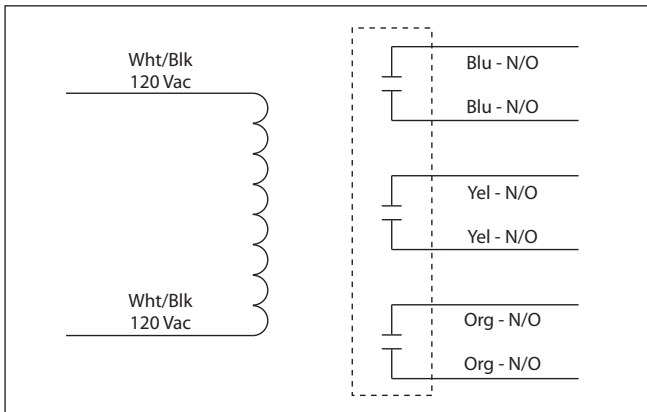 Wht/Blk
120 Vac
Wht/Blk
120 Vac
Blu - N/O
Blu - N/O
Yel - N/O
Yel - N/O
Org - N/O
Org - N/O